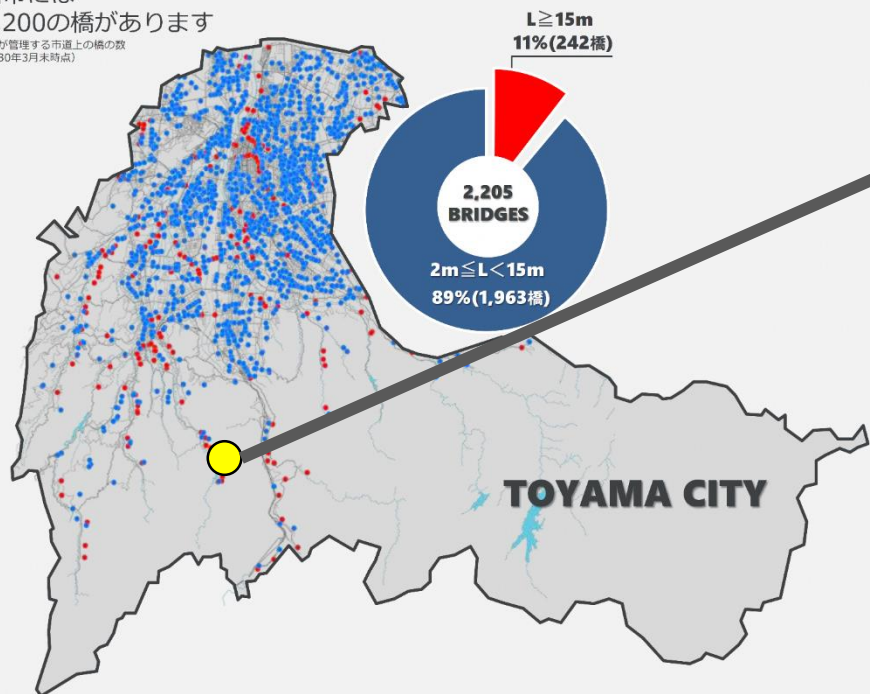 200の橋があります
が管理する市道上の橋の数
30年3月末時点）
L≧15m
11%(242橋)
2,205
BRIDGES
2m≦L<15m
89%(1,963橋)
TOYAMA CITY